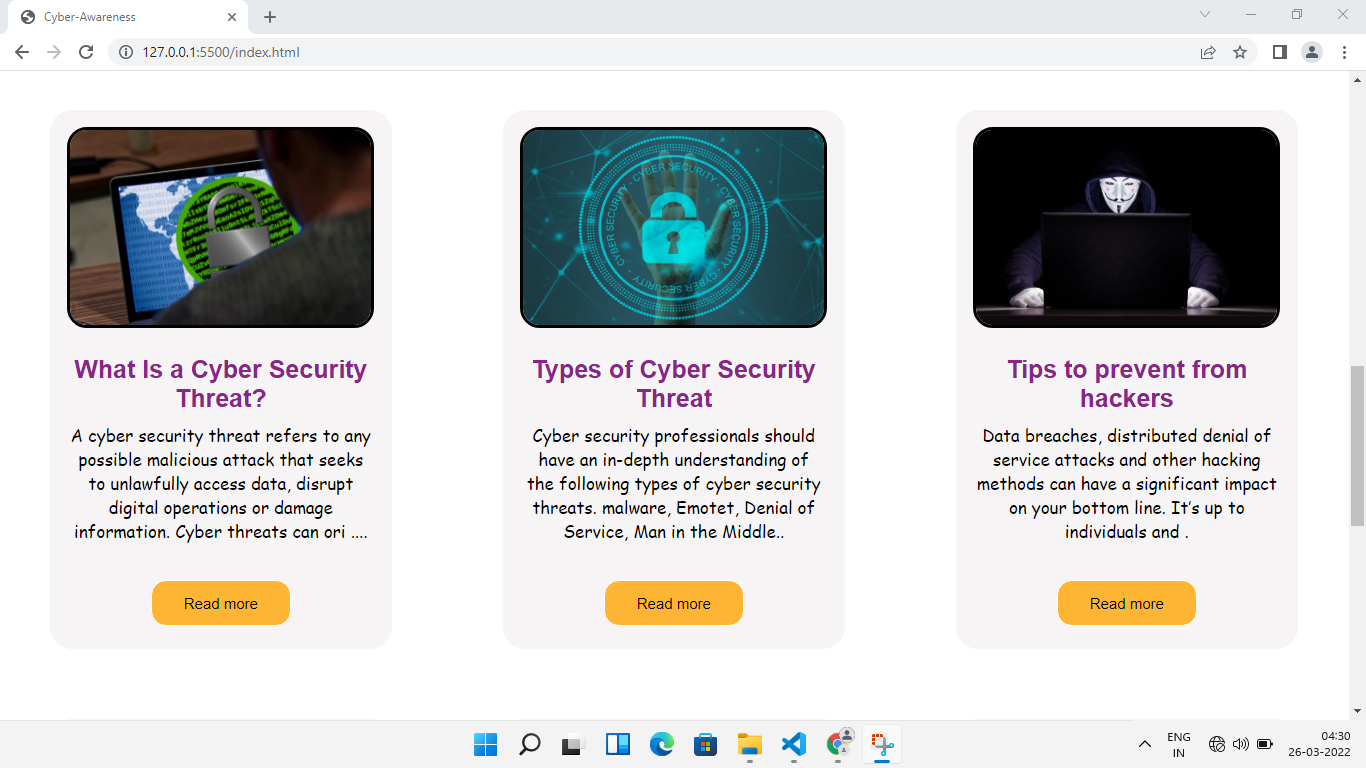 Cyber-Awareness
127.0.0.1:5500/index.html
CYBER SECURITY · CYBER SECURITY · CYBER SECURITY · CYBER SECURITY
What Is a Cyber Security
Threat?
A cyber security threat refers to any
possible malicious attack that seeks
to unlawfully access data, disrupt
digital operations or damage
information. Cyber threats can ori ....
Read more
Types of Cyber Security
Threat
Cyber security professionals should
have an in-depth understanding of
the following types of cyber security
threats. malware, Emotet, Denial of
Service, Man in the Middle..
Read more
Tips to prevent from
hackers
Data breaches, distributed denial of
service attacks and other hacking
methods can have a significant impact
on your bottom line. It’s up to
individuals and .
Read more
ENG
IN
04:30
26-03-2022